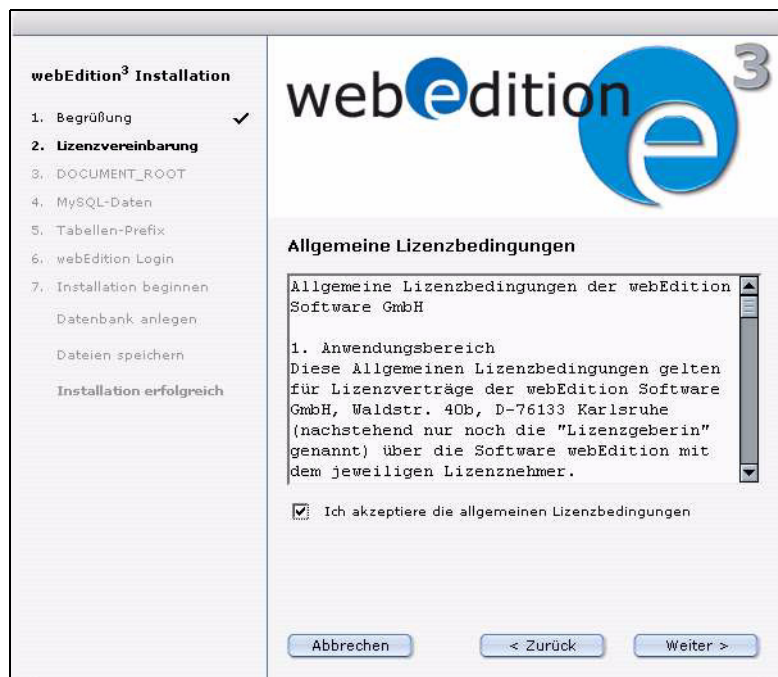 webEdition³ Installation
1. Begrüßung
2. Lizenzvereinbarung
3. DOCUMENT_ROOT
4. MySQL-Daten
5. Tabellen-Prefix
6. webEdition Login
7. Installation beginnen
Datenbank anlegen
Dateien speichern
Installation erfolgreich
webedition
e
3
Allgemeine Lizenzbedingungen
Allgemeine Lizenzbedingungen der webEdition
Software GmbH
1. Anwendungsbereich
Diese Allgemeinen Lizenzbedingungen gelten
für Lizenzverträge der webEdition Software
GmbH, Waldstr. 40b, D-76133 Karlsruhe
(nachstehend nur noch die "Lizenzgeberin"
genannt) über die Software webEdition mit
dem jeweiligen Lizenznehmer.
Ich akzeptiere die allgemeinen Lizenzbedingungen
Abbrechen
< Zurück
Weiter >